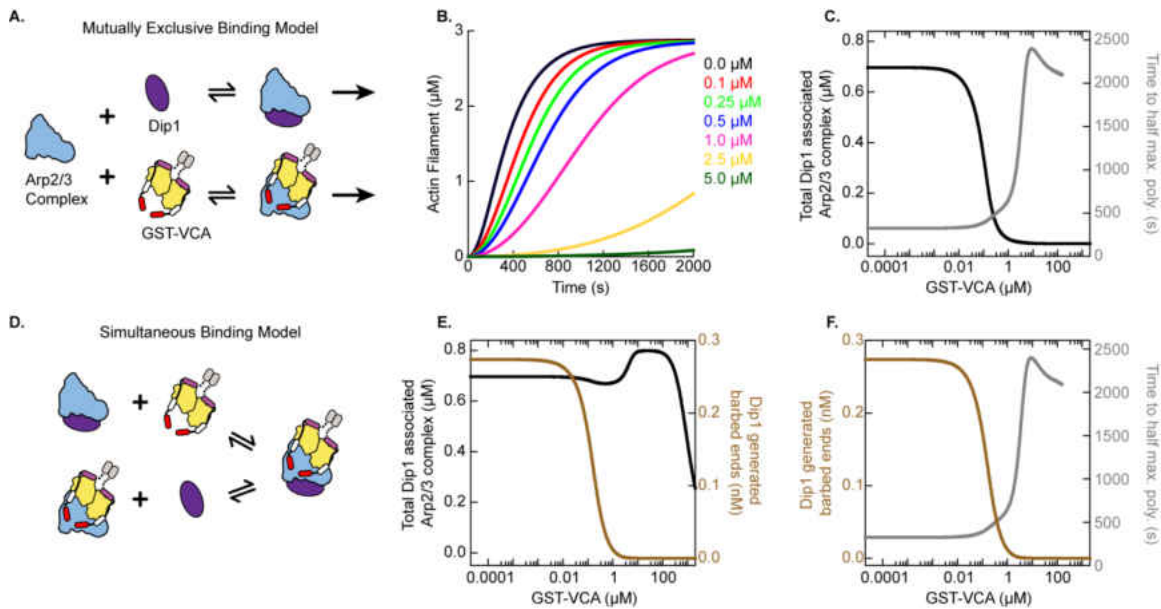 A.
Mutually Exclusive Binding Model
Dip1
Arp2/3
Complex
GST-VCA
B.
Actin Filament (µM)
3
2
1
0
0 400 800 1200 1600 2000
Time (s)
0.0 µM
0.1 µM
0.25 µM
0.5 µM
1.0 µM
2.5 µM
5.0 µM
C.
Total Dip1 associated
Arp2/3 complex (µM)
0.8
0.6
0.4
0.2
0.0
0.0001 0.01 1 100
GST-VCA (µM)
2500
2000
1500
1000
500
0
Time to half max. poly. (s)
D.
Simultaneous Binding Model
E.
Total Dip1 associated
Arp2/3 complex (µM)
0.8
0.6
0.4
0.2
0.0
0.0001 0.01 1 100
GST-VCA (µM)
0.3
0.2
0.1
0.0
Dip1 generated
barbed ends (nM)
F.
Dip1 generated
barbed ends (nM)
0.3
0.2
0.1
0.0
0.0001 0.01 1 100
GST-VCA (µM)
2500
2000
1500
1000
500
0
Time to half max. poly. (s)